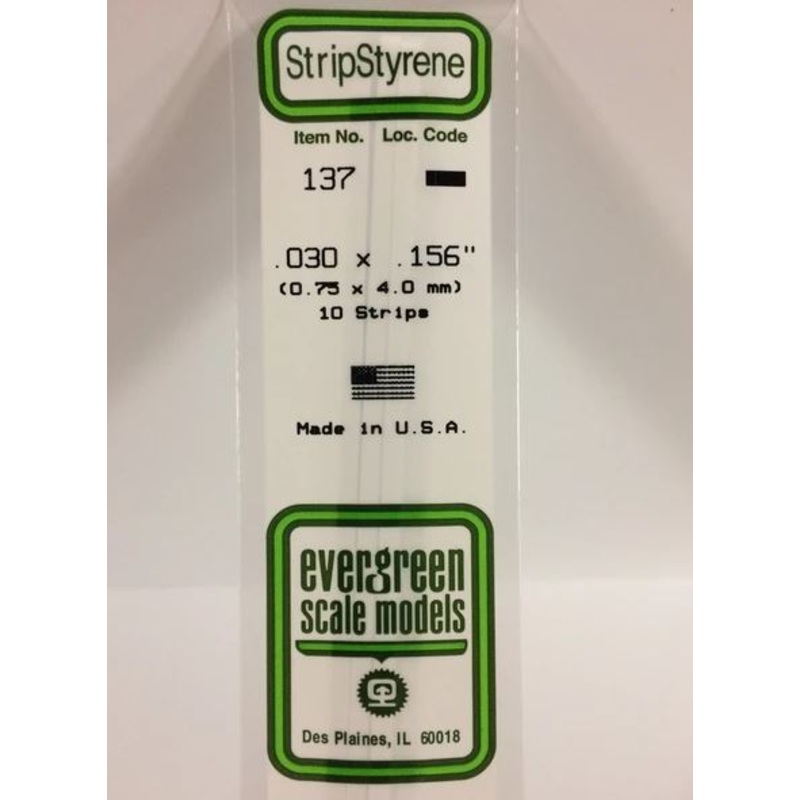 StripStyrene
Item No. Loc. Code
137
.030 x .156"
(0.75 x 4.0 mm)
10 Strips
Made in U.S.A.
evergreen
scale models
Des Plaines, IL 60018